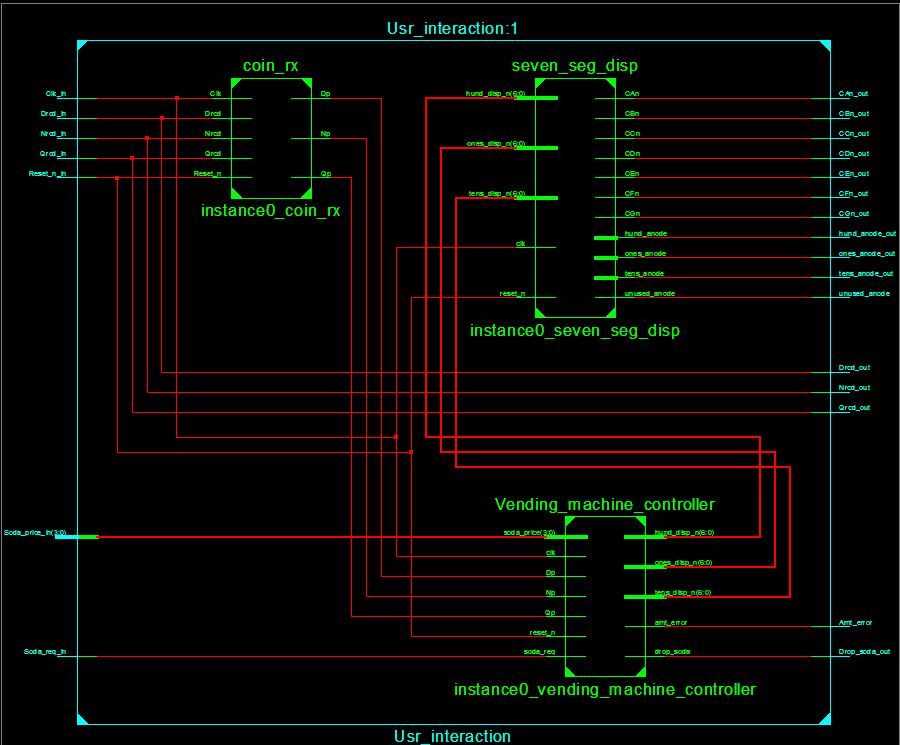 Usr_interaction:1
coin_rx
seven_seg_disp
Clk_in
Drcd_in
Nrcd_in
Qrcd_in
Reset_n_in
Clk
Drcd
Nrcd
Qrcd
Reset_n
Dp
Np
Qp
instance0_coin_rx
hund_disp_n(6:0)
ones_disp_n(6:0)
tens_disp_n(6:0)
clk
reset_n
CAn
CBn
CCn
CDn
CEn
CFn
CGn
hund_anode
ones_anode
tens_anode
unused_anode
instance0_seven_seg_disp
CAn_out
CBn_out
CCn_out
CDn_out
CEn_out
CFn_out
CGn_out
hund_anode_out
ones_anode_out
tens_anode_out
unused_anode
Drcd_out
Nrcd_out
Qrcd_out
Vending_machine_controller
Soda_price_in(3:0)
soda_price(3:0)
clk
Dp
Np
Qp
reset_n
soda_req
Soda_req_in
hund_disp_n(6:0)
ones_disp_n(6:0)
tens_disp_n(6:0)
amt_error
drop_soda
Amt_error
Drop_soda_out
instance0_vending_machine_controller
Usr_interaction